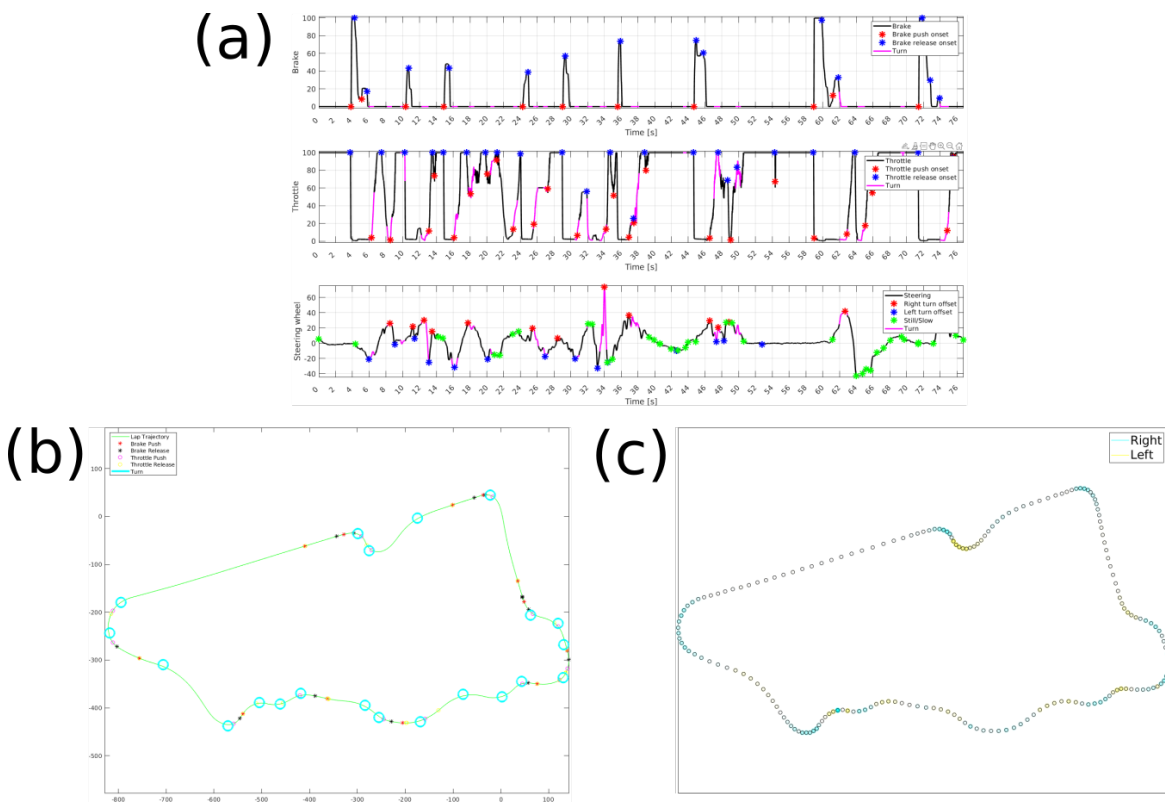 (a)
100
80
60
40
20
0
Brake
Brake
Brake push onset
Brake release onset
Turn
0 2 4 6 8 10 12 14 16 18 20 22 24 26 28 30 32 34 36 38 40 42 44 46 48 50 52 54 56 58 60 62 64 66 68 70 72 74 76
Time [s]
100
80
60
40
20
0
Throttle
Throttle
Throttle push onset
Throttle release onset
Turn
0 2 4 6 8 10 12 14 16 18 20 22 24 26 28 30 32 34 36 38 40 42 44 46 48 50 52 54 56 58 60 62 64 66 68 70 72 74 76
Time [s]
60
40
20
0
-20
-40
Steering wheel
Steering
Right turn offset
Left turn offset
Still/Slow
Turn
0 2 4 6 8 10 12 14 16 18 20 22 24 26 28 30 32 34 36 38 40 42 44 46 48 50 52 54 56 58 60 62 64 66 68 70 72 74 76
Time [s]
(b)
Lap Trajectory
Brake Push
Brake Release
Throttle Push
Throttle Release
Turn
100
0
-100
-200
-300
-400
-500
-800 -700 -600 -500 -400 -300 -200 -100 0 100
(c)
Right
Left